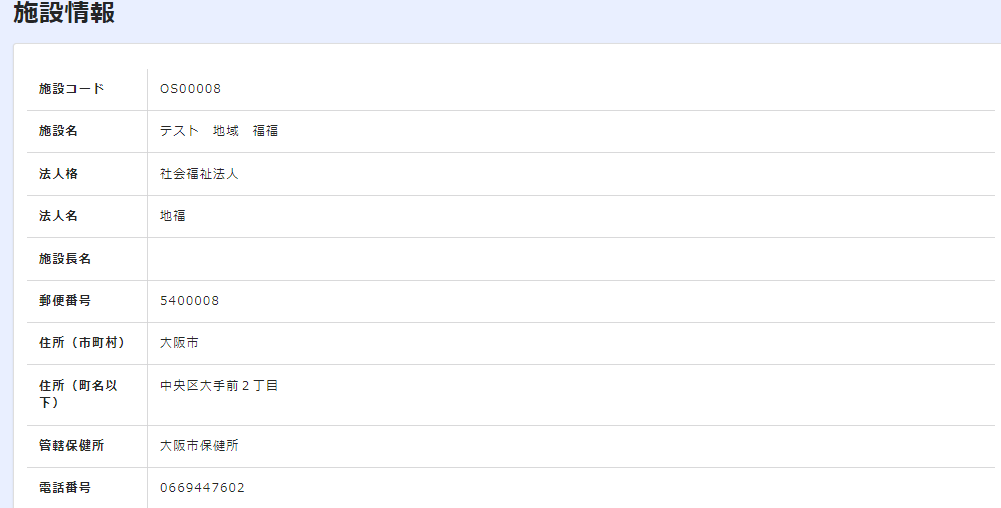 施設情報
施設コード OS00008
施設名 テスト　地域　福福
法人格 社会福祉法人
法人名 地福
施設長名
郵便番号 5400008
住所（市町村） 大阪市
住所（町名以 中央区大手前２丁目
下）
管轄保健所 大阪市保健所
電話番号 0669447602